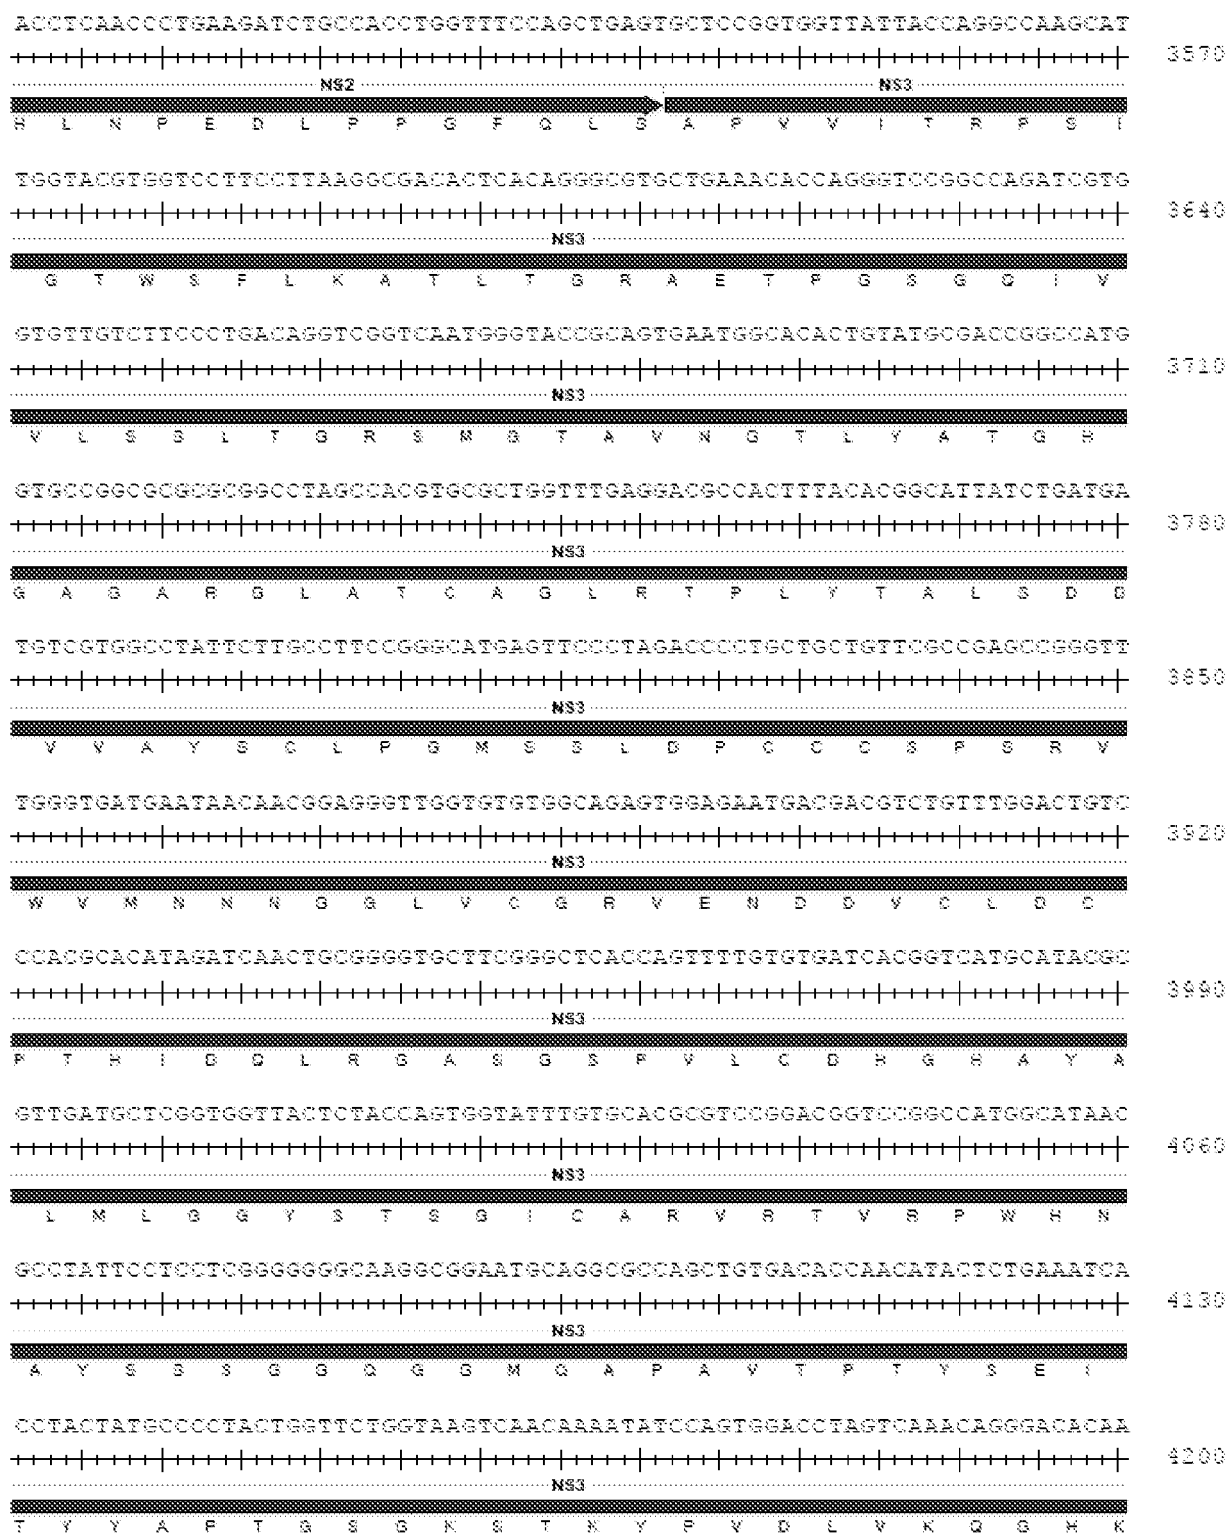 ACCTCAACCCTGAAGATCTGCCACCTGGTTTCCAGCTGAGTGCTCCGGTGGTTATTACCAGGCCAAGCAT
3570
NS2 NS3
H L N P E D L P P G F Q L S A P V V I T R P S I
TGGTACGTGGTCCTTCCTTAAGGCGACACTCACAGGGCGTGCTGAAACACCAGGGTCCGGCCAGATCGTG
3640
NS3
G T W S F L K A T L T G R A E T P G S G Q I V
GTGTTGTCTTCCCTGACAGGTCGGTCAATGGGTACCGCAGTGAATGGCACACTGTATGCGACCGGCCATG
3710
NS3
V L S S L T G R S M G T A V N G T L Y A T G H
GTGCCGGCGCGCGCGGCCTAGCCACGTGCGCTGGTTTGAGGACGCCACTTTACACGGCATTATCTGATGA
3780
NS3
G A G A R G L A T C A G L R T P L Y T A L S D D
TGTCGTGGCCTATTCTTGCCTTCCGGGCATGAGTTCCCTAGACCCCTGCTGCTGTTCGCCGAGCCGGGTT
3850
NS3
V V A Y S C L P G M S S L D P C C C S P S R V
TGGGTGATGAATAACAACGGAGGGTTGGTGTGTGGCAGAGTGGAGAATGACGACGTCTGTTTGGACTGTC
3920
NS3
W V M N N N G G L V C G R V E N D D V C L D C
CCACGCACATAGATCAACTGCGGGGTGCTTCGGGCTCACCAGTTTTGTGTGATCACGGTCATGCATACGC
3990
NS3
P T H I D Q L R G A S G S P V L C D H G H A Y A
GTTGATGCTCGGTGGTTACTCTACCAGTGGTATTTGTGCACGCGTCCGGACGGTCCGGCCATGGCATAAC
4060
NS3
L M L G G Y S T S G I C A R V R T V R P W H N
GCCTATTCCTCCTCGGGGGGGCAAGGCGGAATGCAGGCGCCAGCTGTGACACCAACATACTCTGAAATCA
4130
NS3
A Y S S S G G Q G G M Q A P A V T P T Y S E I
CCTACTATGCCCCTACTGGTTCTGGTAAGTCAACAAAATATCCAGTGGACCTAGTCAAACAGGGACACAA
4200
NS3
T Y Y A P T G S G K S T K Y P V D L V K Q G H K